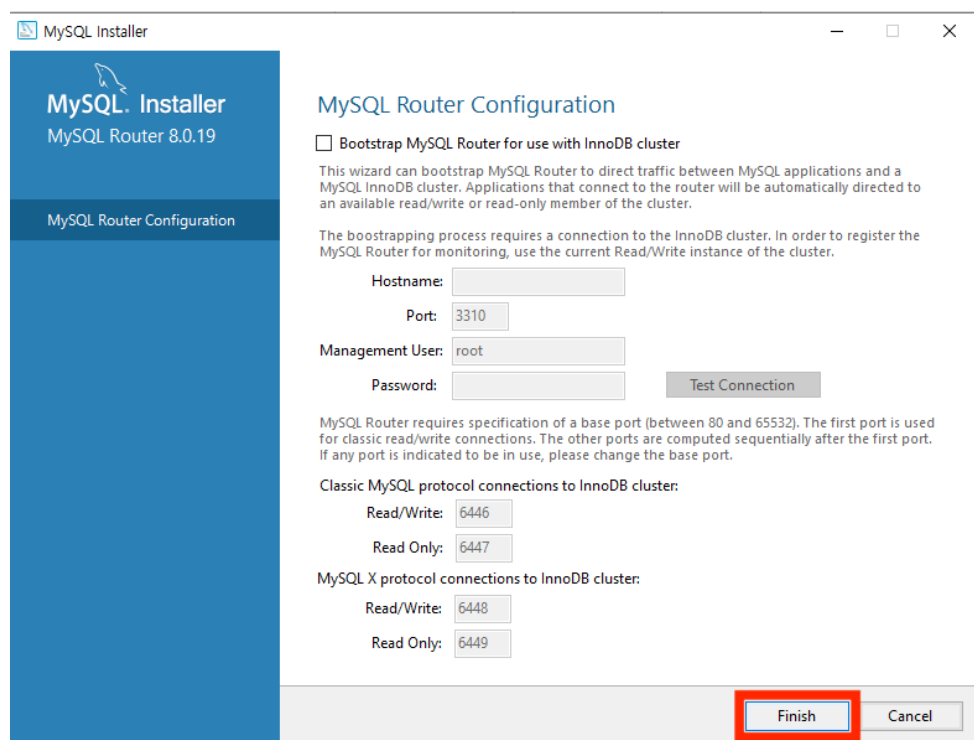 MySQL Installer
MySQL. Installer
MySQL Router 8.0.19
MySQL Router Configuration
MySQL Router Configuration
Bootstrap MySQL Router for use with InnoDB cluster
This wizard can bootstrap MySQL Router to direct traffic between MySQL applications and a
MySQL InnoDB cluster. Applications that connect to the router will be automatically directed to
an available read/write or read-only member of the cluster.
The boostrapping process requires a connection to the InnoDB cluster. In order to register the
MySQL Router for monitoring, use the current Read/Write instance of the cluster.
Hostname:
Port: 3310
Management User: root
Password: Test Connection
MySQL Router requires specification of a base port (between 80 and 65532). The first port is used
for classic read/write connections. The other ports are computed sequentially after the first port.
If any port is indicated to be in use, please change the base port.
Classic MySQL protocol connections to InnoDB cluster:
Read/Write: 6446
Read Only: 6447
MySQL X protocol connections to InnoDB cluster:
Read/Write: 6448
Read Only: 6449
Finish Cancel